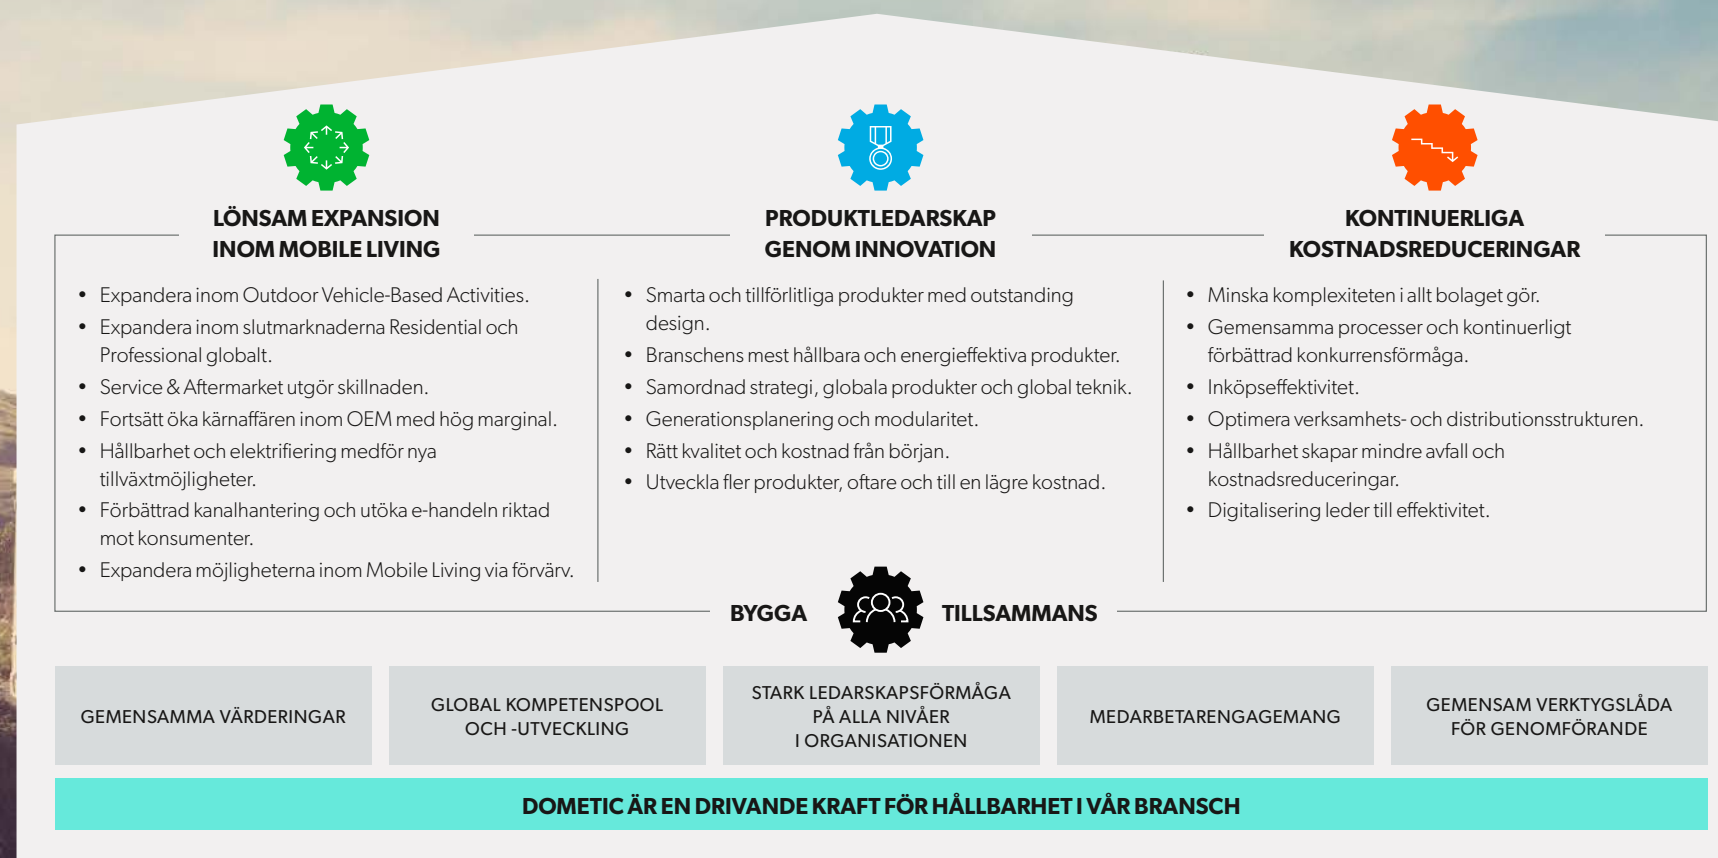 LÖNSAM EXPANSION
INOM MOBILE LIVING
• Expandera inom Outdoor Vehicle-Based Activities.
• Expandera inom slutmarknaderna Residential och
Professional globalt.
• Service & Aftermarket utgör skillnaden.
• Fortsätt öka kärnaffären inom OEM med hög marginal.
• Hållbarhet och elektrifiering medför nya
tillväxtmöjligheter.
• Förbättrad kanalhantering och utöka e-handeln riktad
mot konsumenter.
• Expandera möjligheterna inom Mobile Living via förvärv.
PRODUKTLEDARSKAP
GENOM INNOVATION
• Smarta och tillförlitliga produkter med outstanding
design.
• Branschens mest hållbara och energieffektiva produkter.
• Samordnad strategi, globala produkter och global teknik.
• Generationsplanering och modularitet.
• Rätt kvalitet och kostnad från början.
• Utveckla fler produkter, oftare och till en lägre kostnad.
KONTINUERLIGA
KOSTNADSREDUCERINGAR
• Minska komplexiteten i allt bolaget gör.
• Gemensamma processer och kontinuerligt
förbättrad konkurrensförmåga.
• Inköpseffektivitet.
• Optimera verksamhets- och distributionsstrukturen.
• Hållbarhet skapar mindre avfall och
kostnadsreduceringar.
• Digitalisering leder till effektivitet.
BYGGA TILLSAMMANS
GEMENSAMMA VÄRDERINGAR
GLOBAL KOMPETENSPOOL
OCH -UTVECKLING
STARK LEDARSKAPSFÖRMÅGA
PÅ ALLA NIVÅER
I ORGANISATIONEN
MEDARBETARENGAGEMANG
GEMENSAM VERKTYGSLÅDA
FÖR GENOMFÖRANDE
DOMETIC ÄR EN DRIVANDE KRAFT FÖR HÅLLBARHET I VÅR BRANSCH